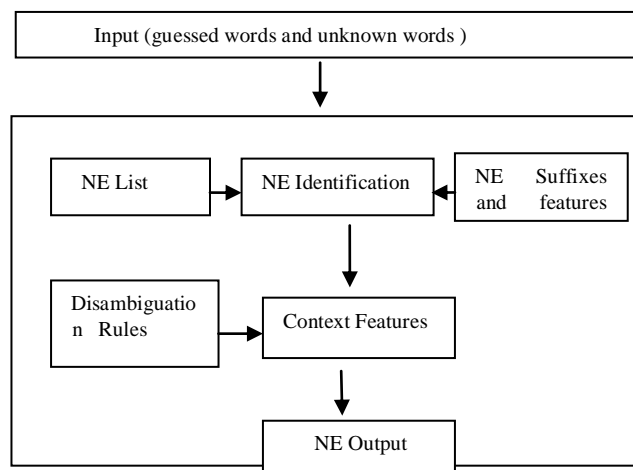 Input (guessed words and unknown words )
NE List
NE Identification
NE Suffixes
and features
Disambiguatio
n Rules
Context Features
NE Output